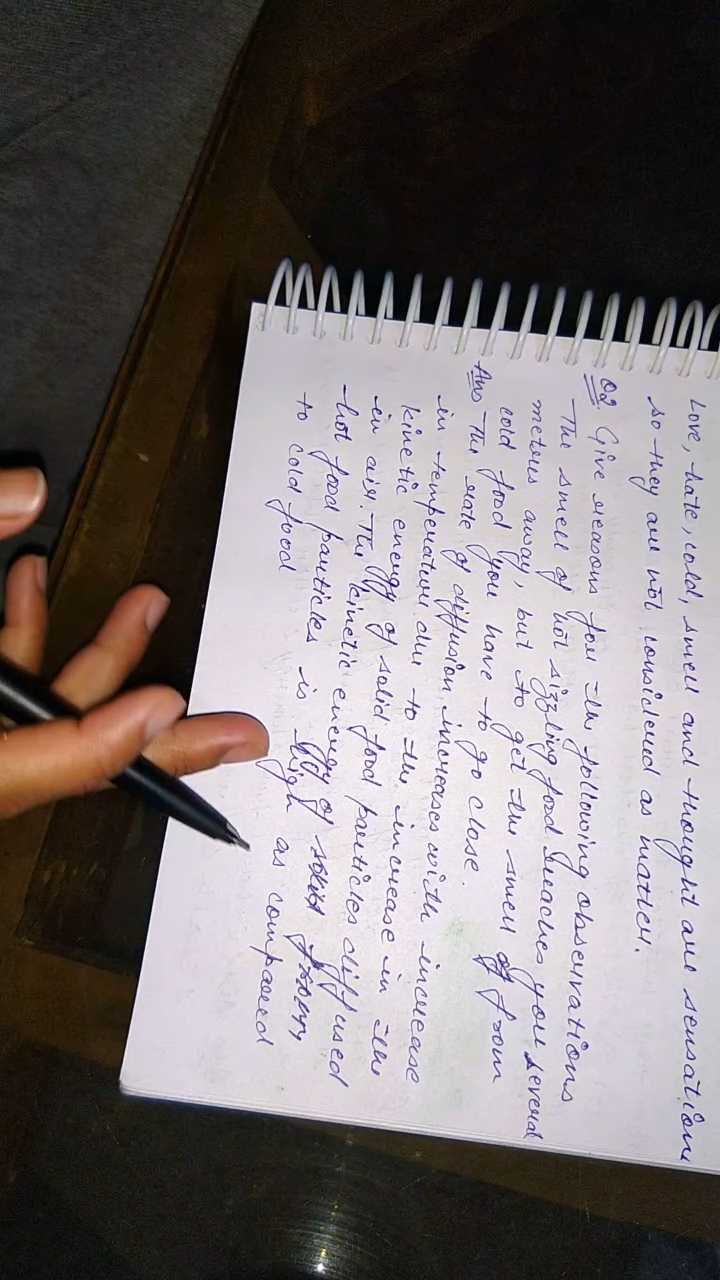 Love, hate, cold, smell and thought are sensations
so they are not considered as matter.
Q2 Give reasons for the following observations
The smell of hot sizzling food reaches you several
meters away, but to get the smell from
cold food you have to go close.
Ans The rate of diffusion increases with increase
in temperature due to the increase in the
kinetic energy of solid food particles diffused
in air. The kinetic energy of from
hot food particles is high as compared
to cold food